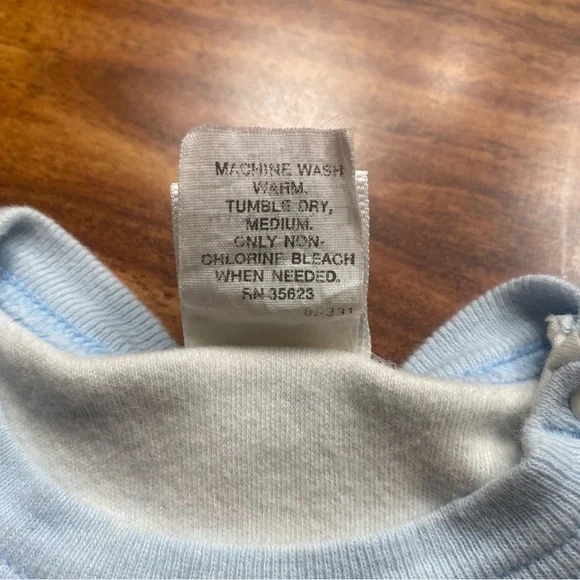 MACHINE WASH
WARM.
TUMBLE DRY,
MEDIUM.
ONLY NON-
CHLORINE BLEACH
WHEN NEEDED.
RN 35623